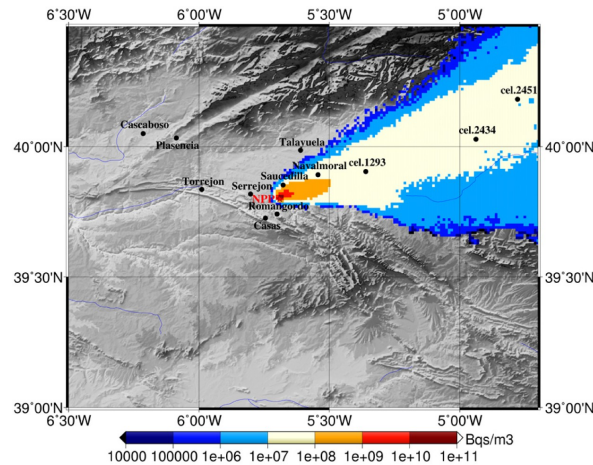 6˚30'W 6˚00'W 5˚30'W 5˚00'W
cel.2451
Cascaboso
cel.2434
Plasencia
40˚00'N 40˚00'N
Talayuela
Navalmoral cel.1293
Saucedilla
Torrejon Serrejon
NPP
Romangordo
Casas
39˚30'N 39˚30'N
39˚00'N 39˚00'N
6˚30'W 6˚00'W 5˚30'W 5˚00'W
Bqs/m3
10000 100000 1e+06 1e+07 1e+08 1e+09 1e+10 1e+11